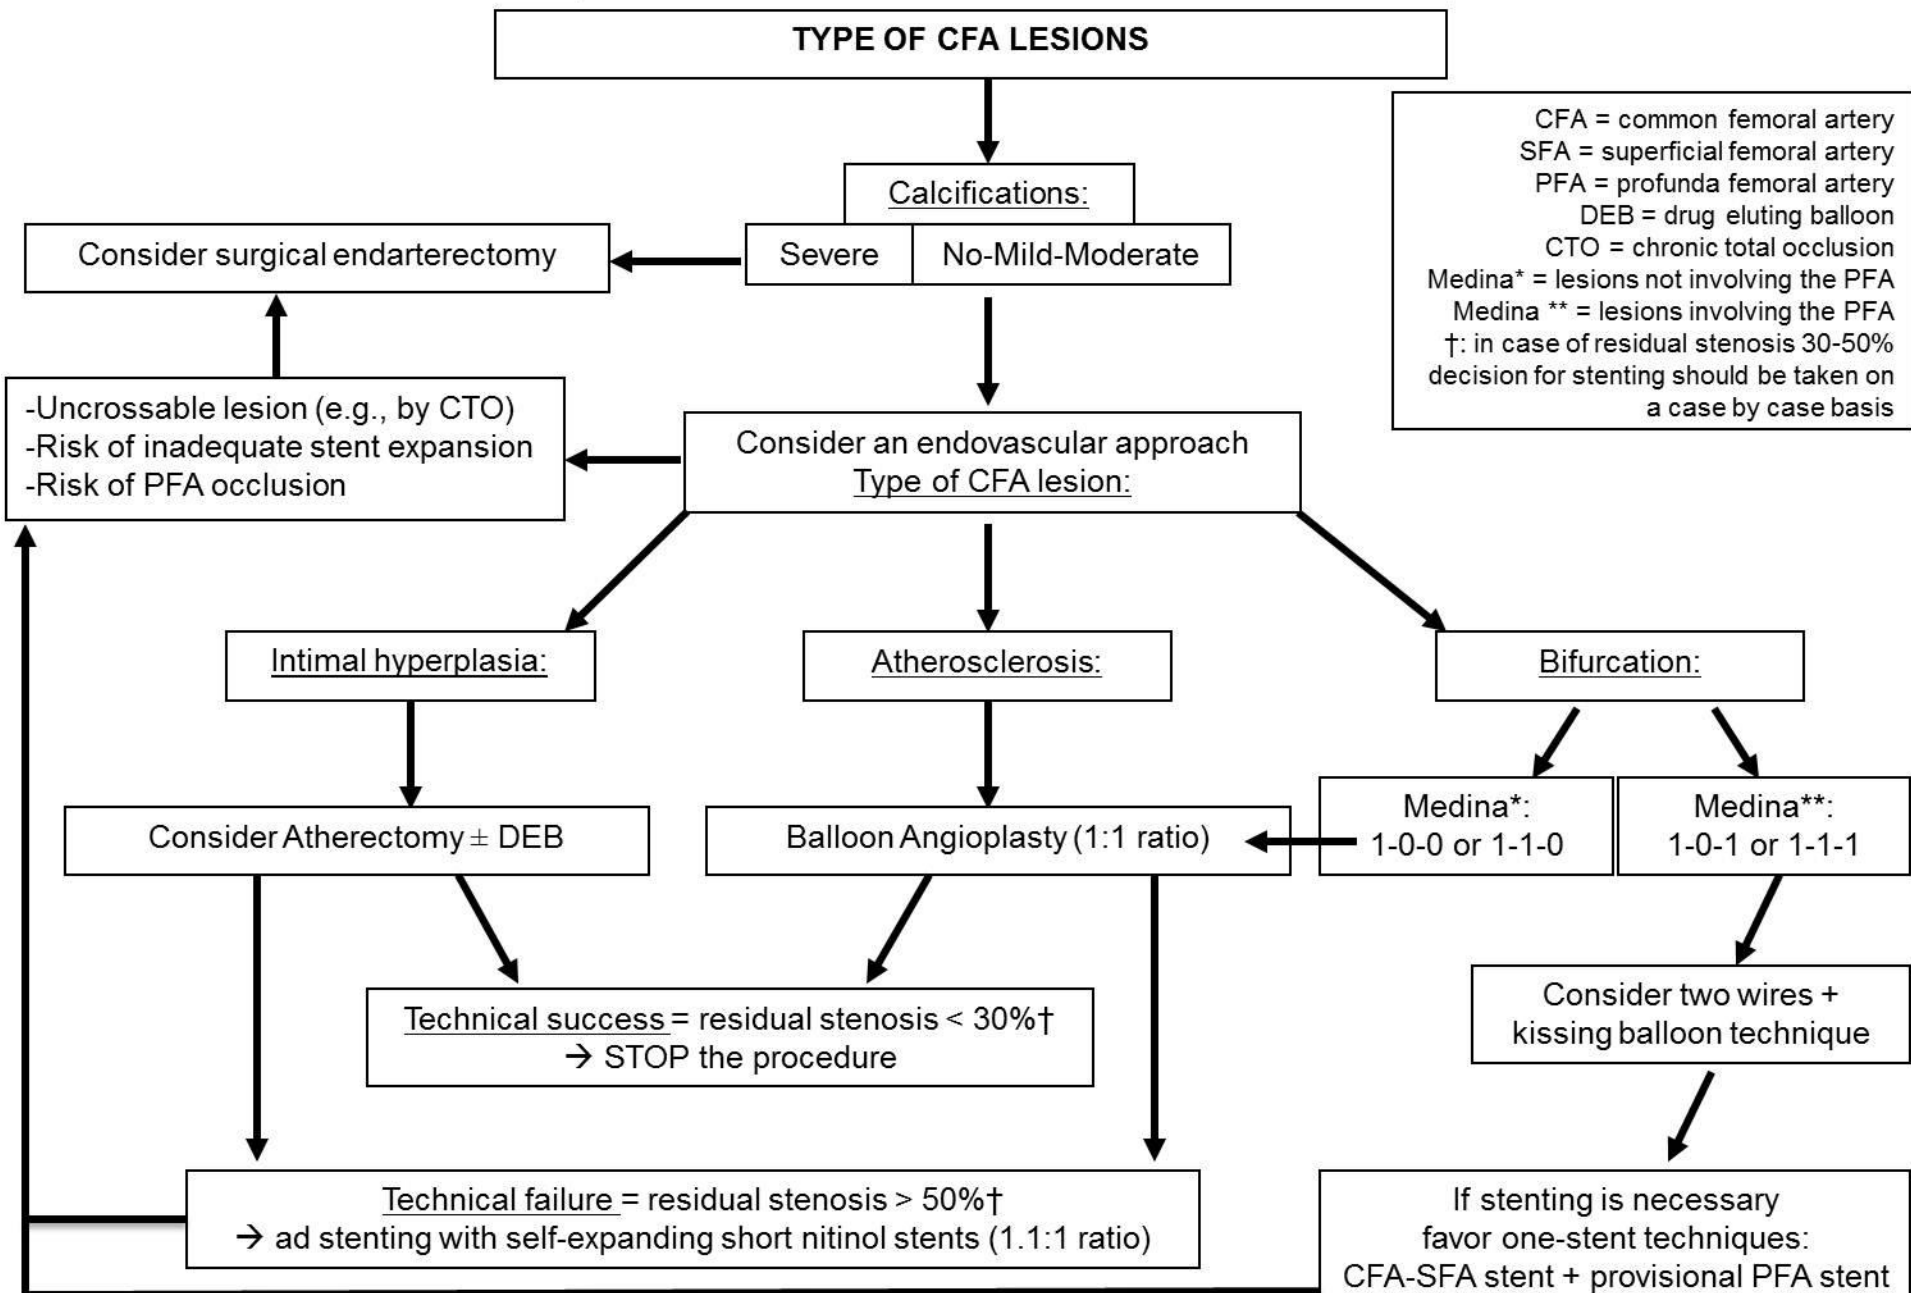 TYPE OF CFA LESIONS
CFA = common femoral artery
SFA = superficial femoral artery
PFA = profunda femoral artery
DEB = drug eluting balloon
CTO = chronic total occlusion
Medina* = lesions not involving the PFA
Medina ** = lesions involving the PFA
†: in case of residual stenosis 30-50%
decision for stenting should be taken on
a case by case basis
Calcifications:
Severe
No-Mild-Moderate
Consider surgical endarterectomy
-Uncrossable lesion (e.g., by CTO)
-Risk of inadequate stent expansion
-Risk of PFA occlusion
Consider an endovascular approach
Type of CFA lesion:
Intimal hyperplasia:
Atherosclerosis:
Bifurcation:
Consider Atherectomy ± DEB
Balloon Angioplasty (1:1 ratio)
Medina*:
1-0-0 or 1-1-0
Medina**:
1-0-1 or 1-1-1
Technical success = residual stenosis < 30%†
→ STOP the procedure
Consider two wires +
kissing balloon technique
Technical failure = residual stenosis > 50%†
→ ad stenting with self-expanding short nitinol stents (1.1:1 ratio)
If stenting is necessary
favor one-stent techniques:
CFA-SFA stent + provisional PFA stent